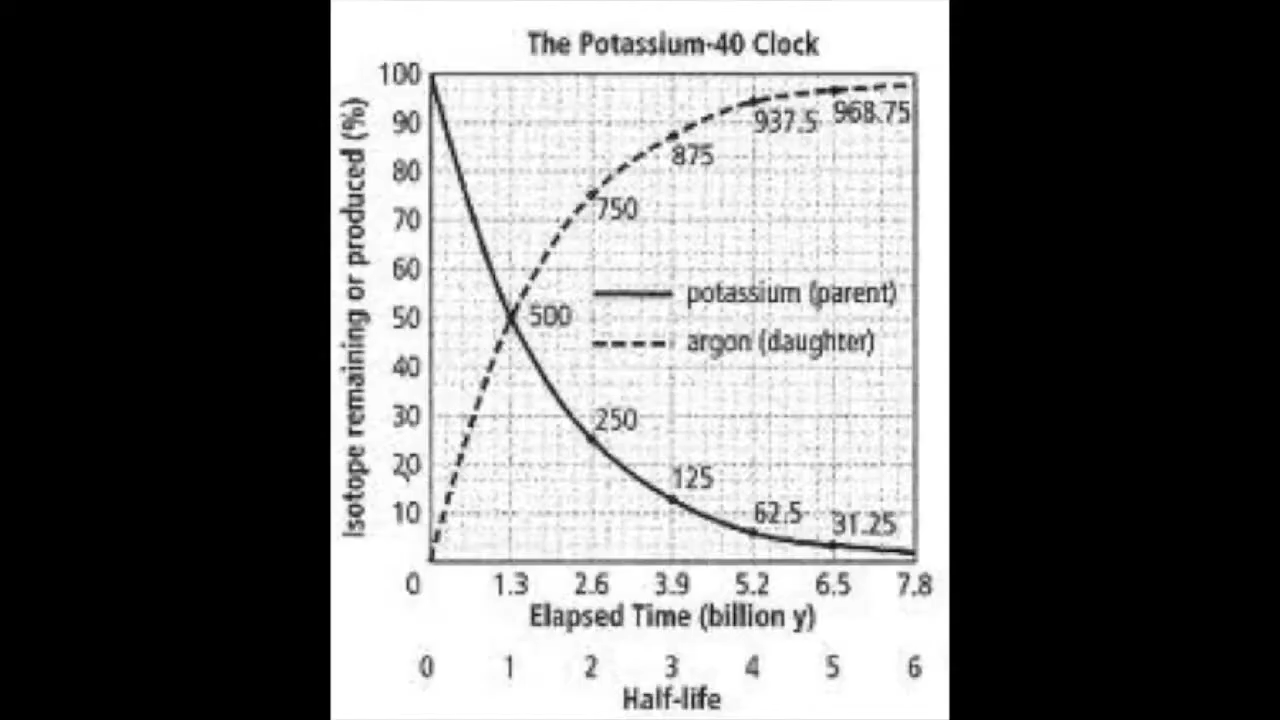 The Potassium-40 Clock
Isotope remaining or produced (%)
100
90
80
70
60
50
40
30
20
10
0
937.5
968.75
875
750
500
potassium (parent)
argon (daughter)
250
125
62.5
31.25
1.3 2.6 3.9 5.2 6.5 7.8
Elapsed Time (billion y)
0 1 2 3 4 5 6
Half-life